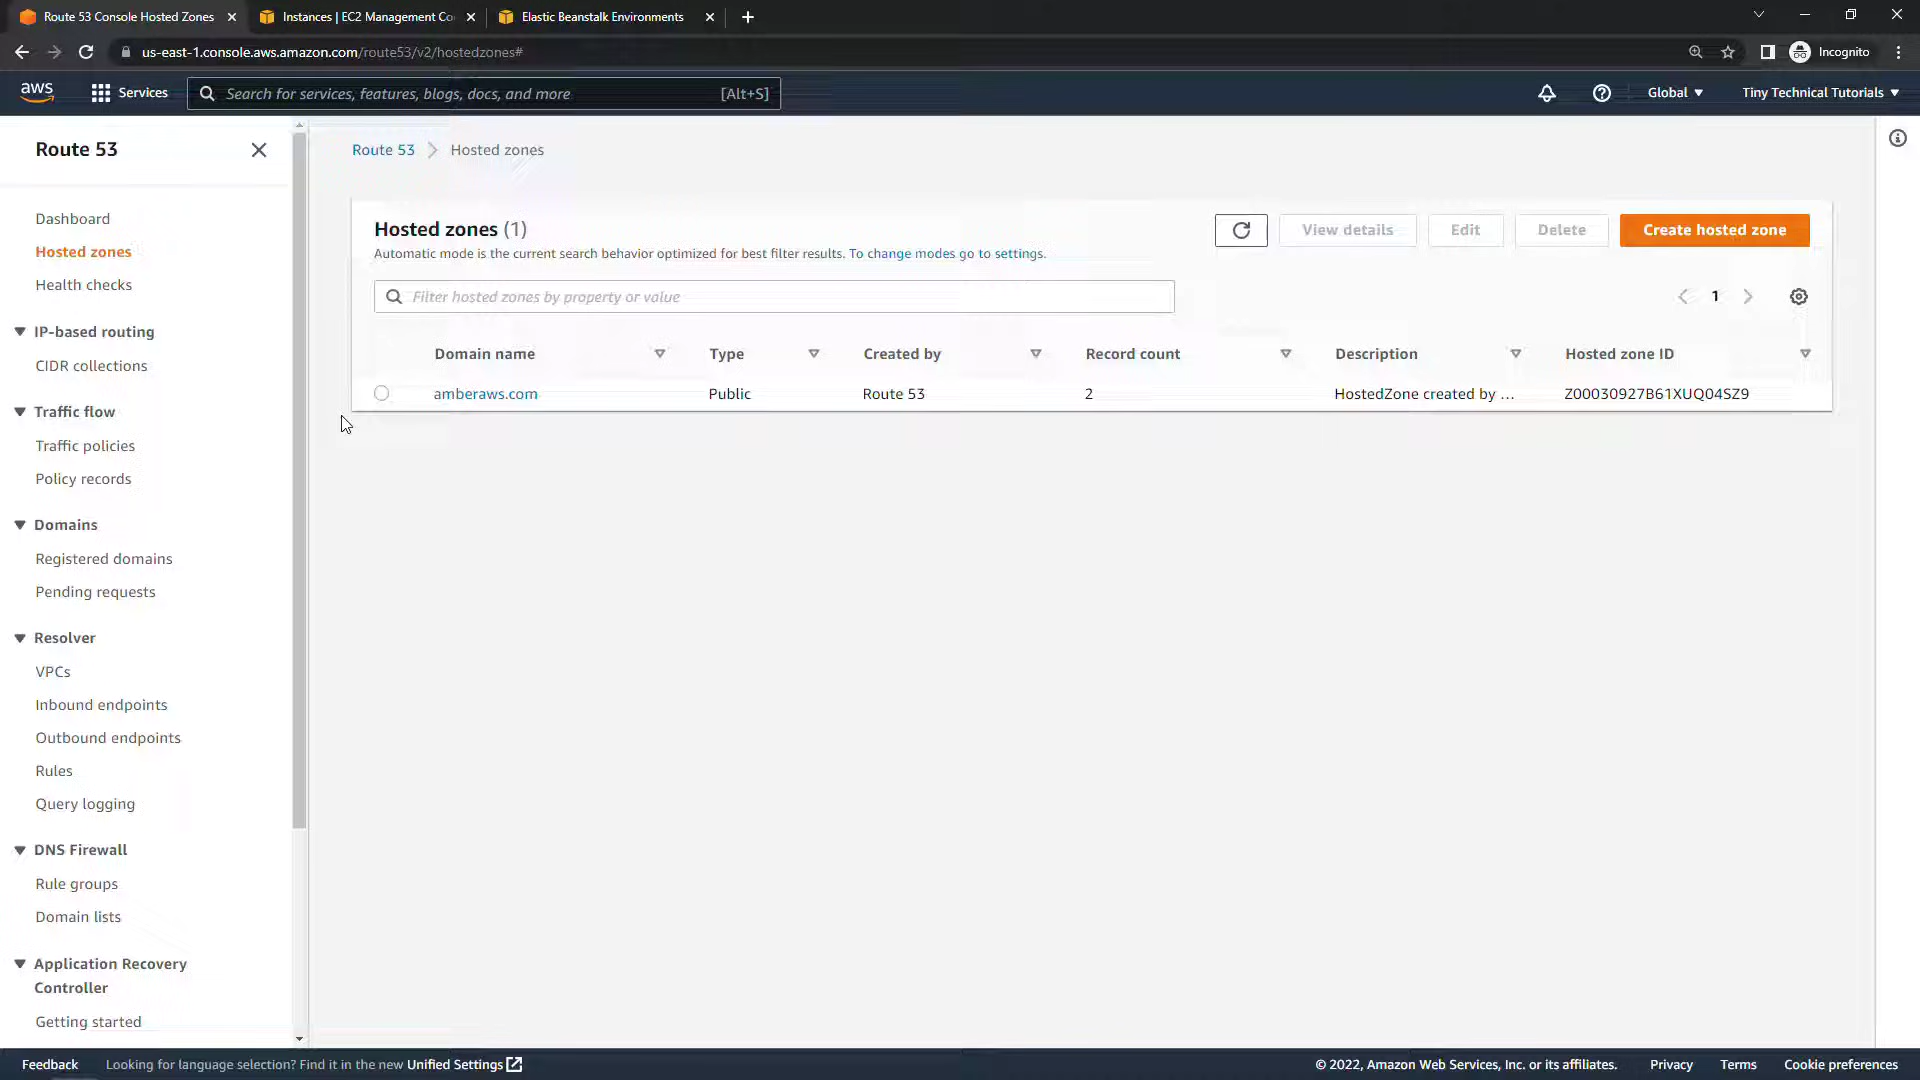 Route 53 Console Hosted Zones
Instances | EC2 Management Co
Elastic Beanstalk Environments
us-east-1.console.aws.amazon.com/route53/v2/hostedzones#
Incognito
aws
Services
Search for services, features, blogs, docs, and more
[Alt+S]
Global
Tiny Technical Tutorials
Route 53
Dashboard
Hosted zones
Health checks
IP-based routing
CIDR collections
Traffic flow
Traffic policies
Policy records
Domains
Registered domains
Pending requests
Resolver
VPCs
Inbound endpoints
Outbound endpoints
Rules
Query logging
DNS Firewall
Rule groups
Domain lists
Application Recovery
Controller
Getting started
Route 53
Hosted zones
Hosted zones (1)
Automatic mode is the current search behavior optimized for best filter results. To change modes go to settings.
View details
Edit
Delete
Create hosted zone
Filter hosted zones by property or value
1
Domain name
Type
Created by
Record count
Description
Hosted zone ID
amberaws.com
Public
Route 53
2
HostedZone created by ...
Z00030927B61XUQ04SZ9
Feedback
Looking for language selection? Find it in the new Unified Settings
© 2022, Amazon Web Services, Inc. or its affiliates.
Privacy
Terms
Cookie preferences